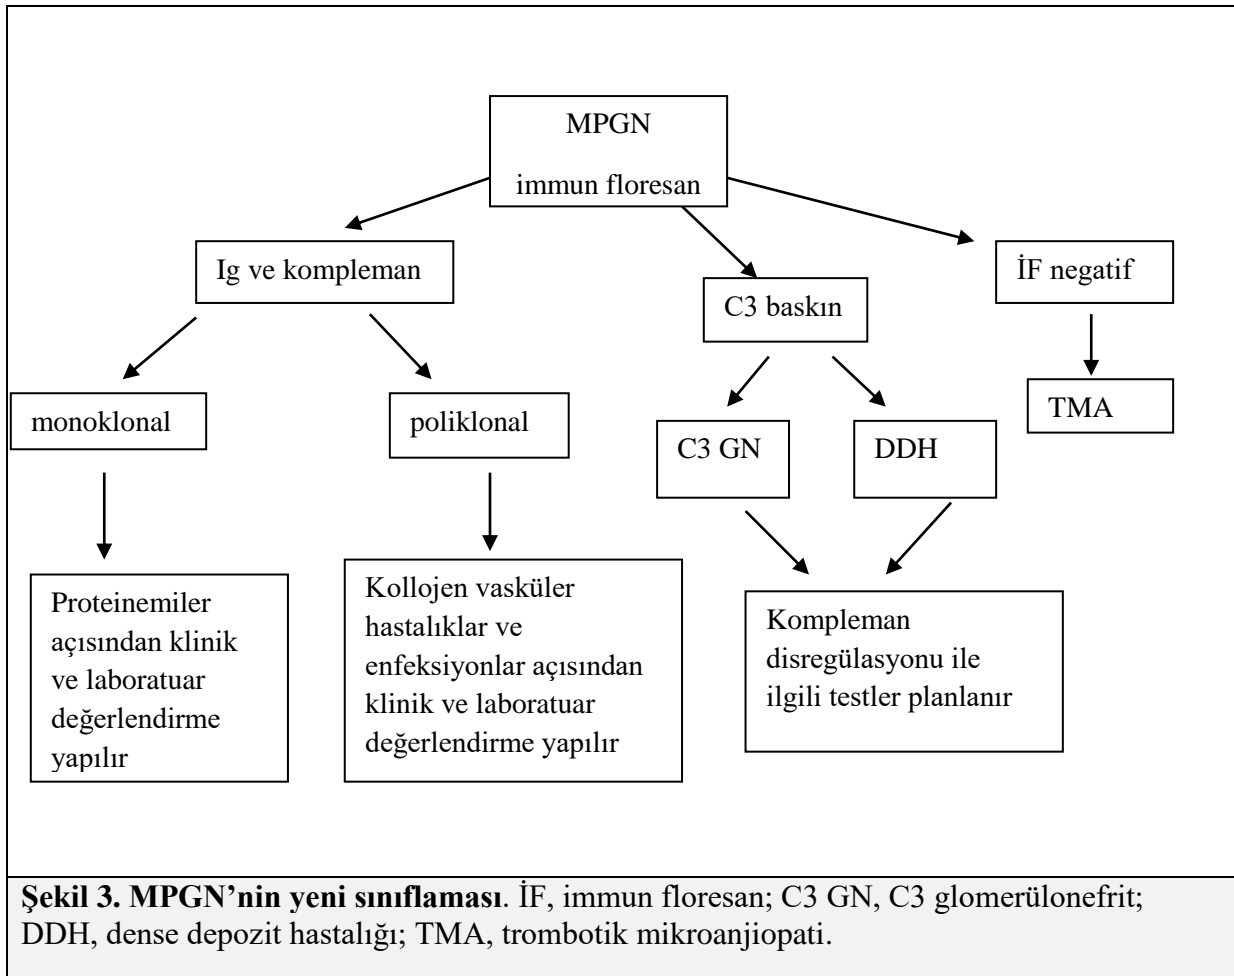 MPGN
immun floresan
Ig ve kompleman
C3 baskın
İF negatif
monoklonal
poliklonal
C3 GN
DDH
TMA
Proteinemiler
açısından klinik
ve laboratuar
değerlendirme
yapılır
Kollojen vasküler
hastalıklar ve
enfeksiyonlar açısından
klinik ve laboratuar
değerlendirme yapılır
Kompleman
disregülasyonu ile
ilgili testler planlanır
Şekil 3. MPGN’nin yeni sınıflaması. İF, immun floresan; C3 GN, C3 glomerülonefrit;
DDH, dense depozit hastalığı; TMA, trombotik mikroanjiopati.